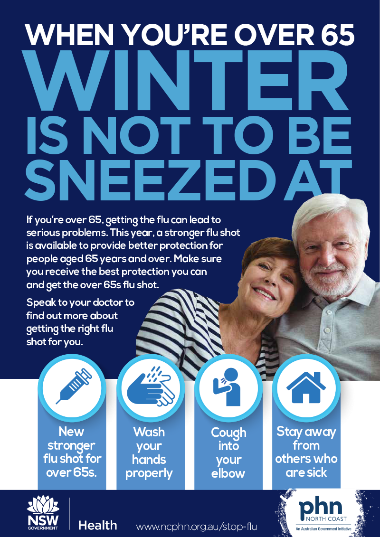 WHEN YOU'RE OVER 65
WINTER
IS NOT TO BE
SNEEZED AT
If you're over 65, getting the flu can lead to
serious problems. This year, a stronger flu shot
is available to provide better protection for
people aged 65 years and over. Make sure
you receive the best protection you can
and get the over 65s flu shot.
Speak to your doctor to
find out more about
getting the right flu
shot for you.
New
stronger
flu shot for
over 65s.
Wash
your
hands
properly
Cough
into
your
elbow
Stay away
from
others who
are sick
NSW
GOVERNMENT
Health
www.ncphn.org.au/stop-flu
phn
NORTH COAST
An Australian Government Initiative